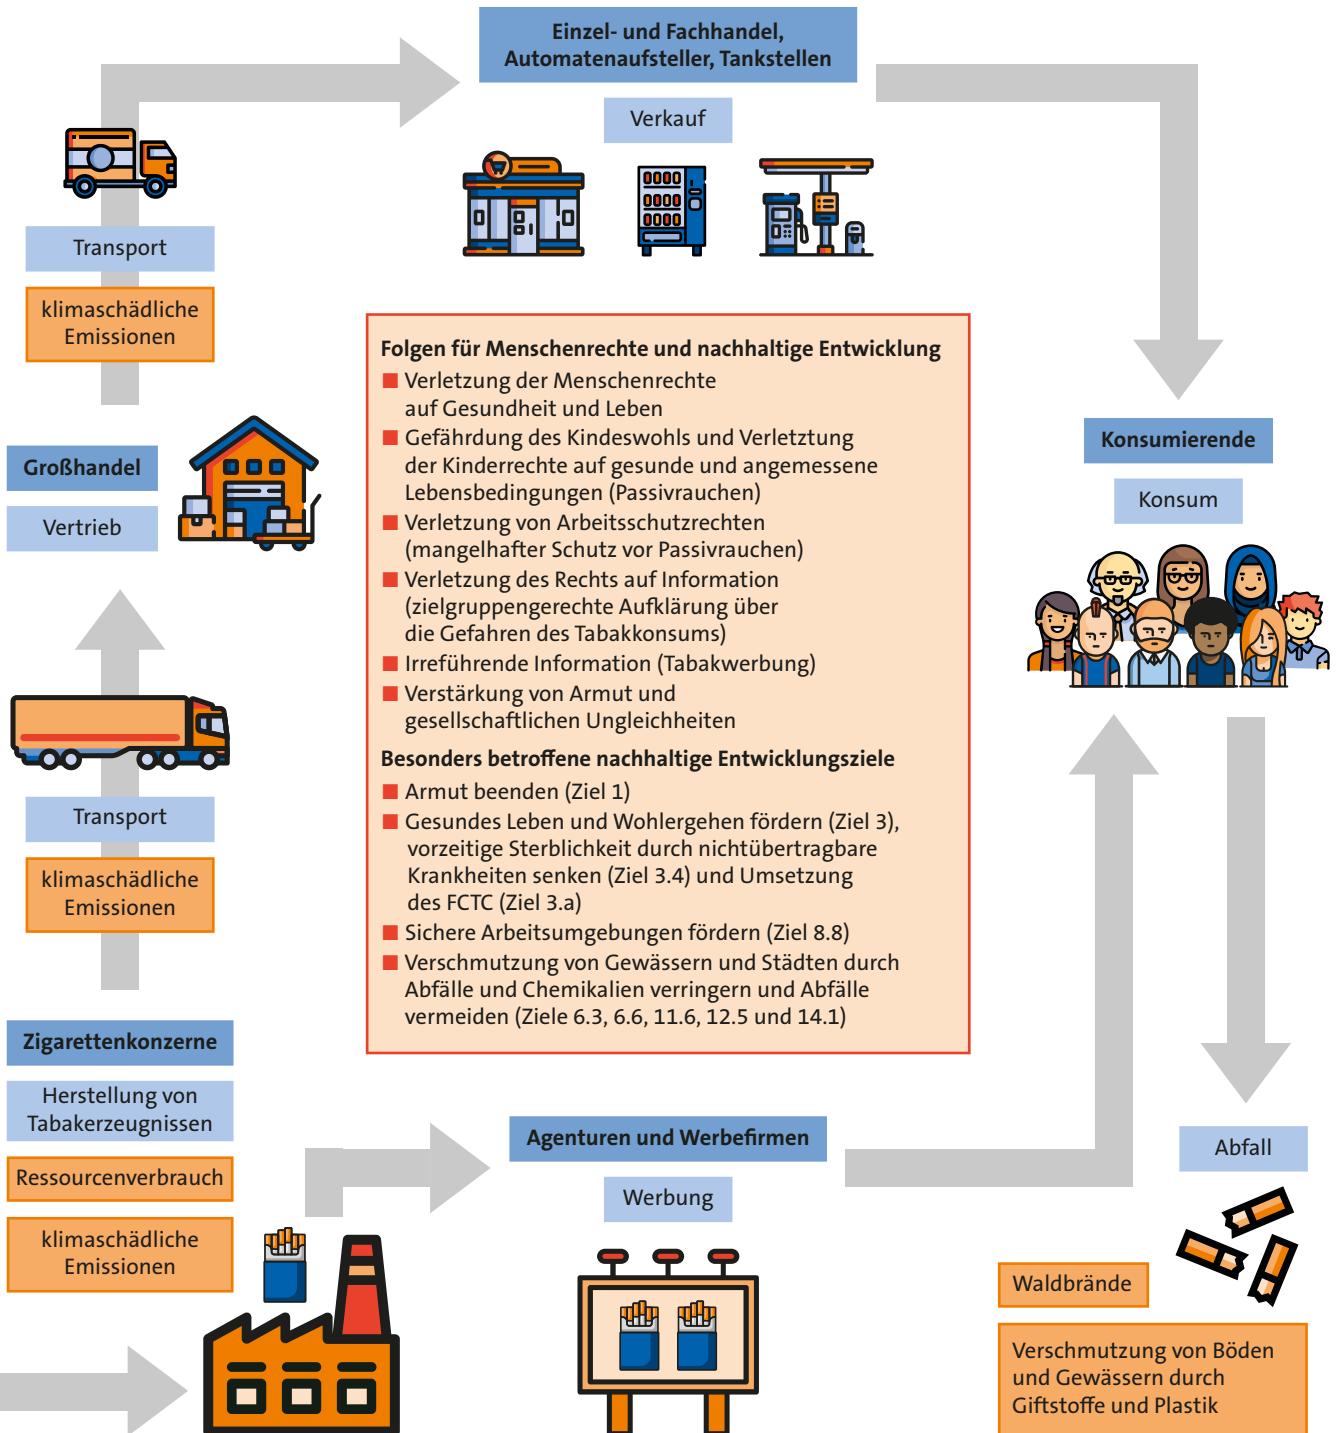 Einzel- und Fachhandel,
Automatenaufsteller, Tankstellen
Verkauf
Transport
klimaschädliche
Emissionen
Großhandel
Vertrieb
Transport
klimaschädliche
Emissionen
Zigarettenkonzerne
Herstellung von
Tabakerzeugnissen
Ressourcenverbrauch
klimaschädliche
Emissionen
Folgen für Menschenrechte und nachhaltige Entwicklung
Verletzung der Menschenrechte
auf Gesundheit und Leben
Gefährdung des Kindeswohls und Verletztung
der Kinderrechte auf gesunde und angemessene
Lebensbedingungen (Passivrauchen)
Verletzung von Arbeitsschutzrechten
(mangelhafter Schutz vor Passivrauchen)
Verletzung des Rechts auf Information
(zielgruppengerechte Aufklärung über
die Gefahren des Tabakkonsums)
Irreführende Information (Tabakwerbung)
Verstärkung von Armut und
gesellschaftlichen Ungleichheiten
Besonders betroffene nachhaltige Entwicklungsziele
Armut beenden (Ziel 1)
Gesundes Leben und Wohlergehen fördern (Ziel 3),
vorzeitige Sterblichkeit durch nichtübertragbare
Krankheiten senken (Ziel 3.4) und Umsetzung
des FCTC (Ziel 3.a)
Sichere Arbeitsumgebungen fördern (Ziel 8.8)
Verschmutzung von Gewässern und Städten durch
Abfälle und Chemikalien verringern und Abfälle
vermeiden (Ziele 6.3, 6.6, 11.6, 12.5 und 14.1)
Agenturen und Werbefirmen
Werbung
Konsumierende
Konsum
Abfall
Waldbrände
Verschmutzung von Böden
und Gewässern durch
Giftstoffe und Plastik